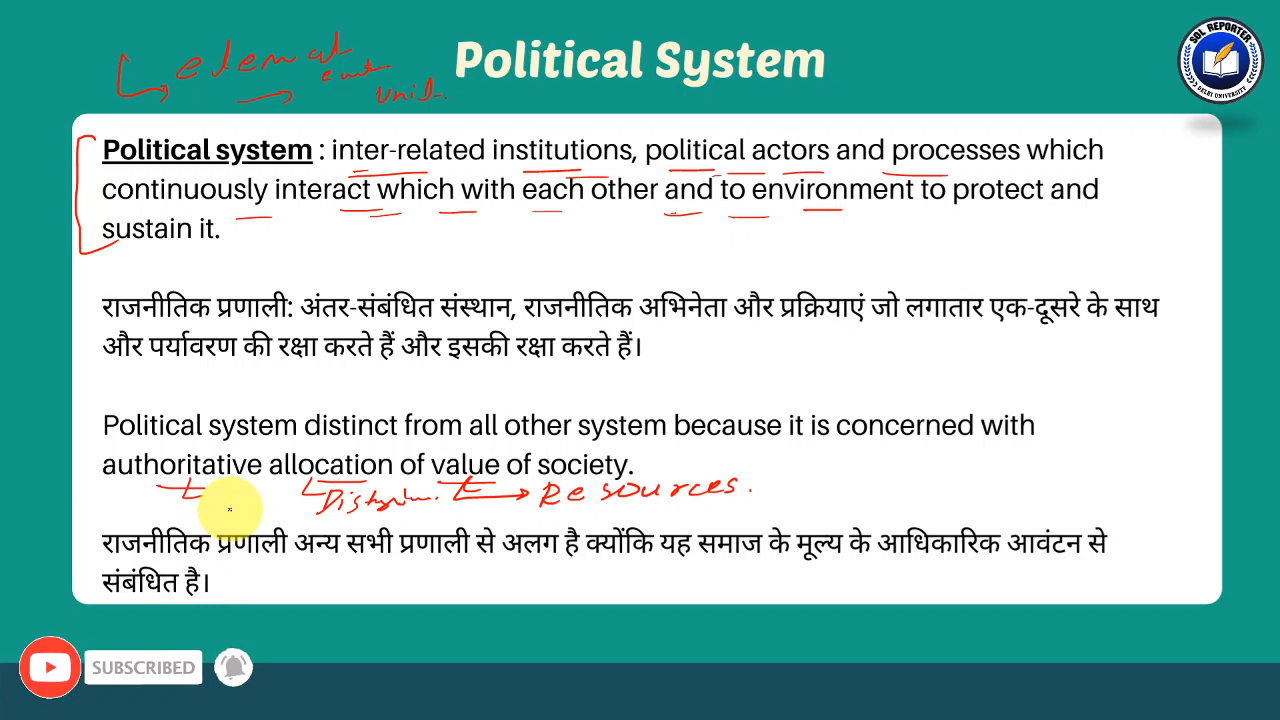 Political System
SOL REPORTER
DELHI UNIVERSITY
unit
Political system : inter-related institutions, political actors and processes which
continuously interact which with each other and to environment to protect and
sustain it.
राजनीतिक प्रणाली: अंतर-संबंधित संस्थान, राजनीतिक अभिनेता और प्रक्रियाएं जो लगातार एक-दूसरे के साथ
और पर्यावरण की रक्षा करते हैं और इसकी रक्षा करते हैं।
Political system distinct from all other system because it is concerned with
authoritative allocation of value of society.
Resources.
राजनीतिक प्रणाली अन्य सभी प्रणाली से अलग है क्योंकि यह समाज के मूल्य के आधिकारिक आवंटन से
संबंधित है।
SUBSCRIBED